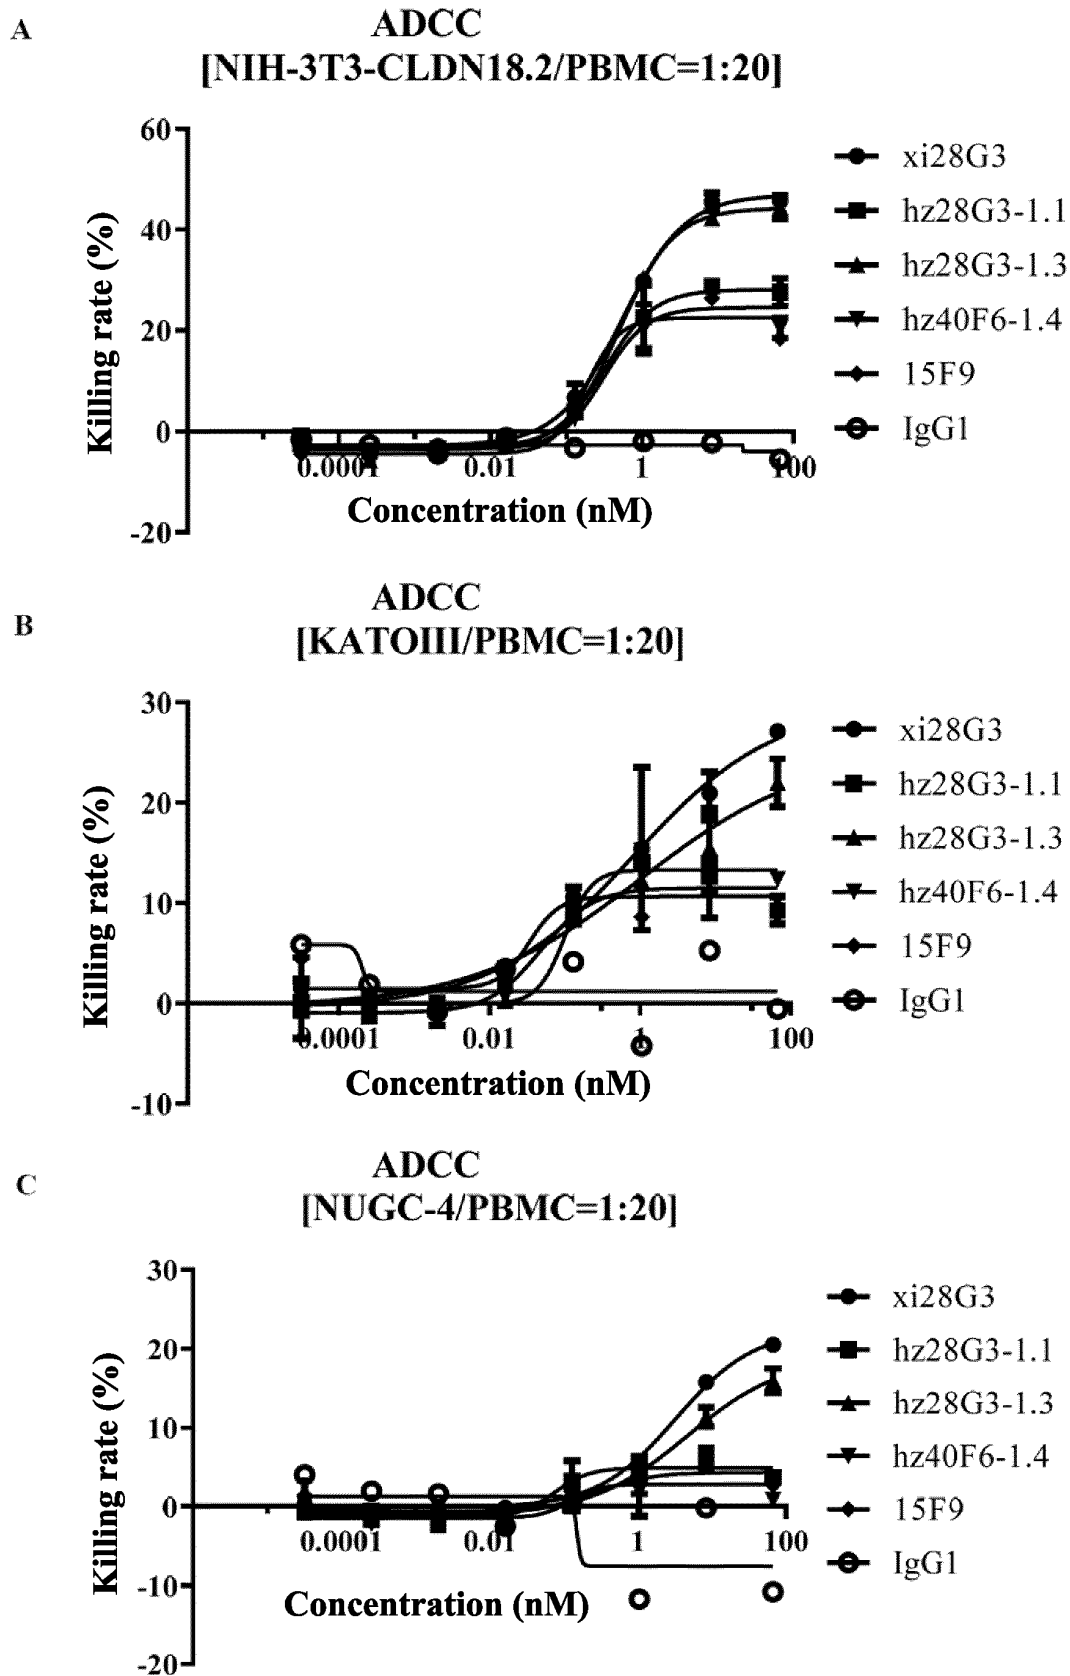 A
ADCC
[NIH-3T3-CLDN18.2/PBMC=1:20]
60
40
20
0
-20
Killing rate (%)
0.0001
0.01
1
100
Concentration (nM)
xi28G3
hz28G3-1.1
hz28G3-1.3
hz40F6-1.4
15F9
IgG1
B
ADCC
[KATOIII/PBMC=1:20]
30
20
10
0
-10
Killing rate (%)
0.0001
0.01
1
100
Concentration (nM)
xi28G3
hz28G3-1.1
hz28G3-1.3
hz40F6-1.4
15F9
IgG1
C
ADCC
[NUGC-4/PBMC=1:20]
30
20
10
0
-10
-20
Killing rate (%)
0.0001
0.01
1
100
Concentration (nM)
xi28G3
hz28G3-1.1
hz28G3-1.3
hz40F6-1.4
15F9
IgG1